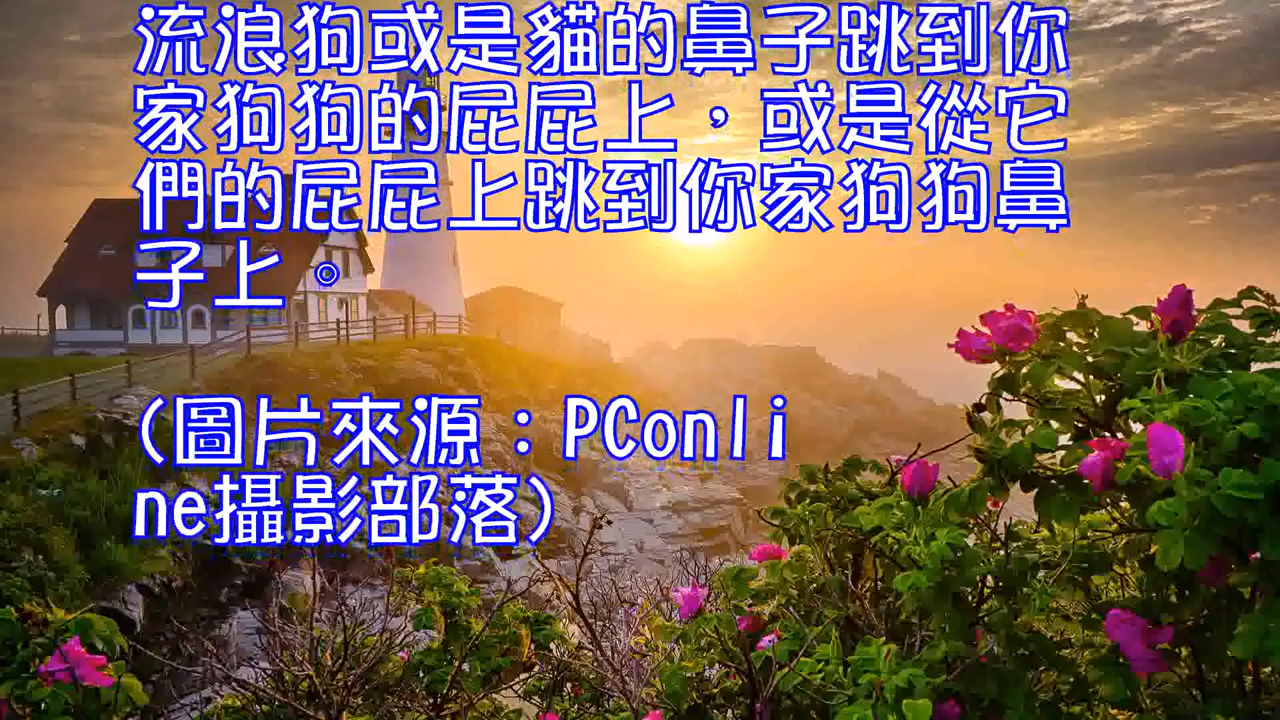 流浪狗或是貓的鼻子跳到你
家狗狗的屁屁上，或是從它
們的屁屁上跳到你家狗狗鼻
子上。
(圖片來源：PConli
ne攝影部落)